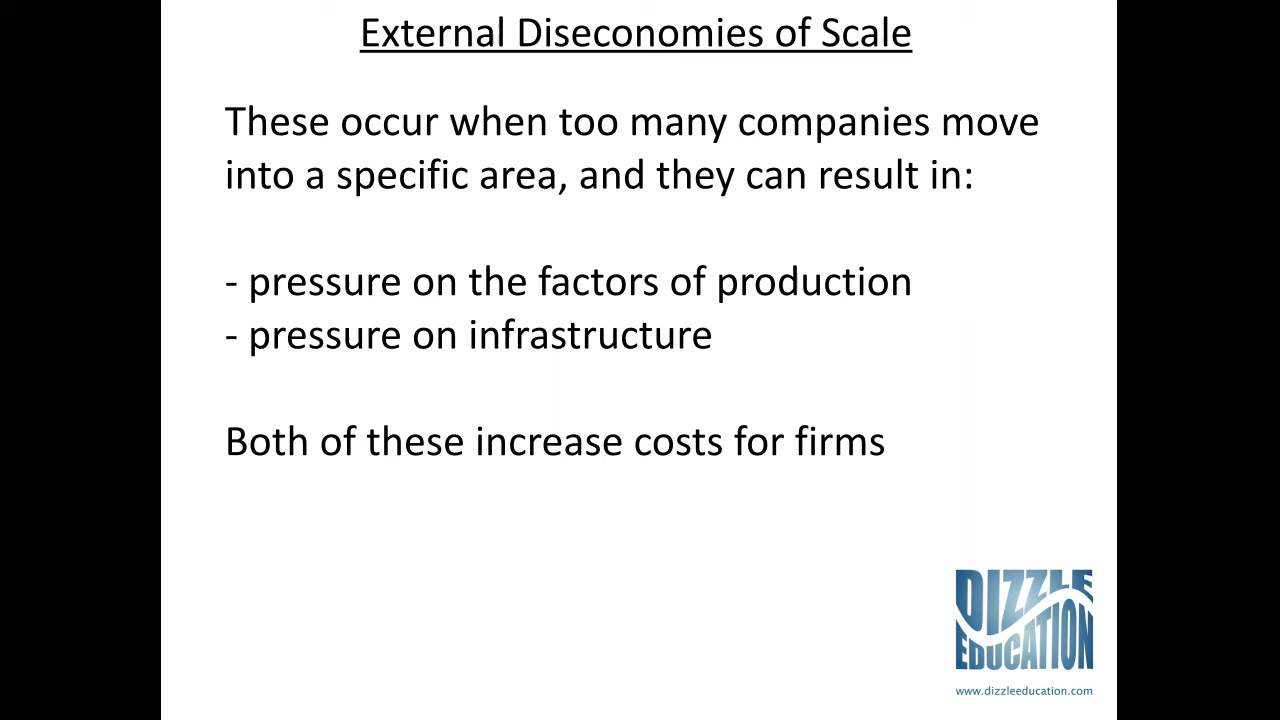 External Diseconomies of Scale
These occur when too many companies move
into a specific area, and they can result in:
- pressure on the factors of production
- pressure on infrastructure
Both of these increase costs for firms
DIZZLE
EDUCATION
www.dizzleeducation.com